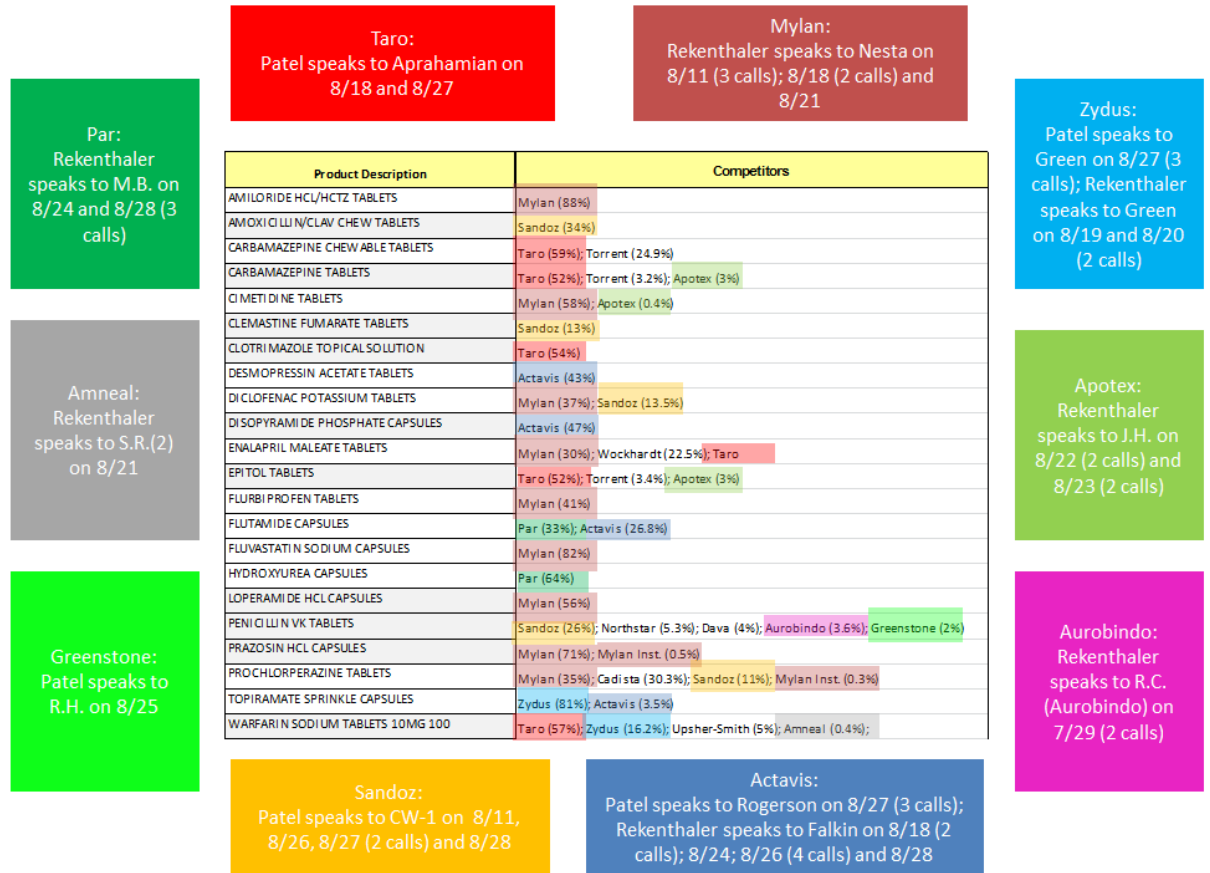 Taro:
Patel speaks to Aprahamian on
8/18 and 8/27
Mylan:
Rekenthaler speaks to Nesta on
8/11 (3 calls); 8/18 (2 calls) and
8/21
Par:
Rekenthaler
speaks to M.B. on
8/24 and 8/28 (3
calls)
Zydus:
Patel speaks to
Green on 8/27 (3
calls); Rekenthaler
speaks to Green
on 8/19 and 8/20
(2 calls)
Product Description Competitors
AMILORIDE HCL/HCTZ TABLETS Mylan (88%)
AMOXICILLIN/CLAV CHEW TABLETS Sandoz (34%)
CARBAMAZEPINE CHEWABLE TABLETS Taro (59%); Torrent (24.9%)
CARBAMAZEPINE TABLETS Taro (52%); Torrent (3.2%); Apotex (3%)
CIMETIDINE TABLETS Mylan (58%); Apotex (0.4%)
CLEMASTINE FUMARATE TABLETS Sandoz (13%)
CLOTRIMAZOLE TOPICAL SOLUTION Taro (54%)
DESMOPRESSIN ACETATE TABLETS Actavis (43%)
DICLOFENAC POTASSIUM TABLETS Mylan (37%); Sandoz (13.5%)
DISOPYRAMIDE PHOSPHATE CAPSULES Actavis (47%)
ENALAPRIL MALEATE TABLETS Mylan (30%); Wockhardt (22.5%); Taro
EPITOL TABLETS Taro (52%); Torrent (3.4%); Apotex (3%)
FLURBIPROFEN TABLETS Mylan (41%)
FLUTAMIDE CAPSULES Par (33%); Actavis (26.8%)
FLUVASTATIN SODIUM CAPSULES Mylan (82%)
HYDROXYUREA CAPSULES Par (64%)
LOPERAMIDE HCL CAPSULES Mylan (56%)
PENICILLIN VK TABLETS Sandoz (26%); Northstar (5.3%); Dava (4%); Aurobindo (3.6%); Greenstone (2%)
PRAZOSIN HCL CAPSULES Mylan (71%); Mylan Inst. (0.5%)
PROCHLORPERAZINE TABLETS Mylan (35%); Cadista (30.3%); Sandoz (11%); Mylan Inst. (0.3%)
TOPIRAMATE SPRINKLE CAPSULES Zydus (81%); Actavis (3.5%)
WARFARIN SODIUM TABLETS 10MG 100 Taro (57%); Zydus (16.2%); Upsher-Smith (5%); Amneal (0.4%);
Amneal:
Rekenthaler
speaks to S.R.(2)
on 8/21
Apotex:
Rekenthaler
speaks to J.H. on
8/22 (2 calls) and
8/23 (2 calls)
Greenstone:
Patel speaks to
R.H. on 8/25
Aurobindo:
Rekenthaler
speaks to R.C.
(Aurobindo) on
7/29 (2 calls)
Sandoz:
Patel speaks to CW-1 on 8/11,
8/26, 8/27 (2 calls) and 8/28
Actavis:
Patel speaks to Rogerson on 8/27 (3 calls);
Rekenthaler speaks to Falkin on 8/18 (2
calls); 8/24; 8/26 (4 calls) and 8/28